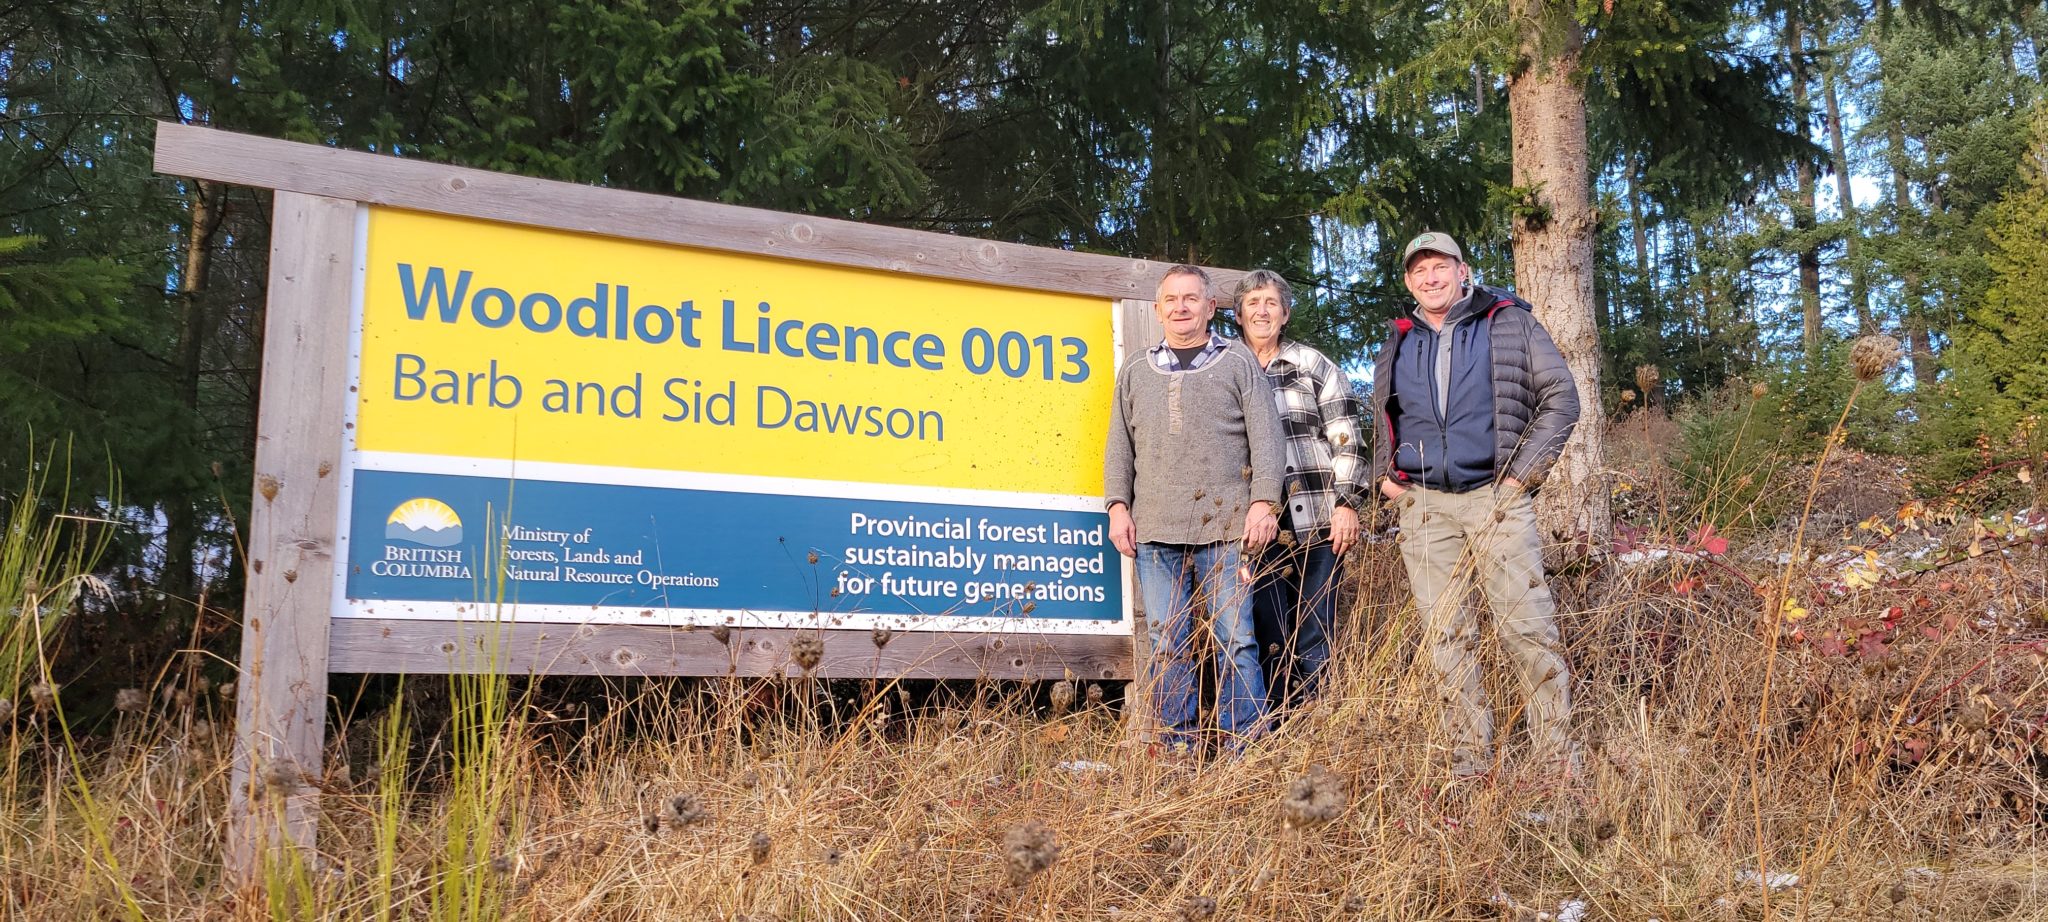 Woodlot Licence 0013
Barb and Sid Dawson
BRITISH
COLUMBIA
Ministry of
Forests, Lands and
Natural Resource Operations
Provincial forest land
sustainably managed
for future generations